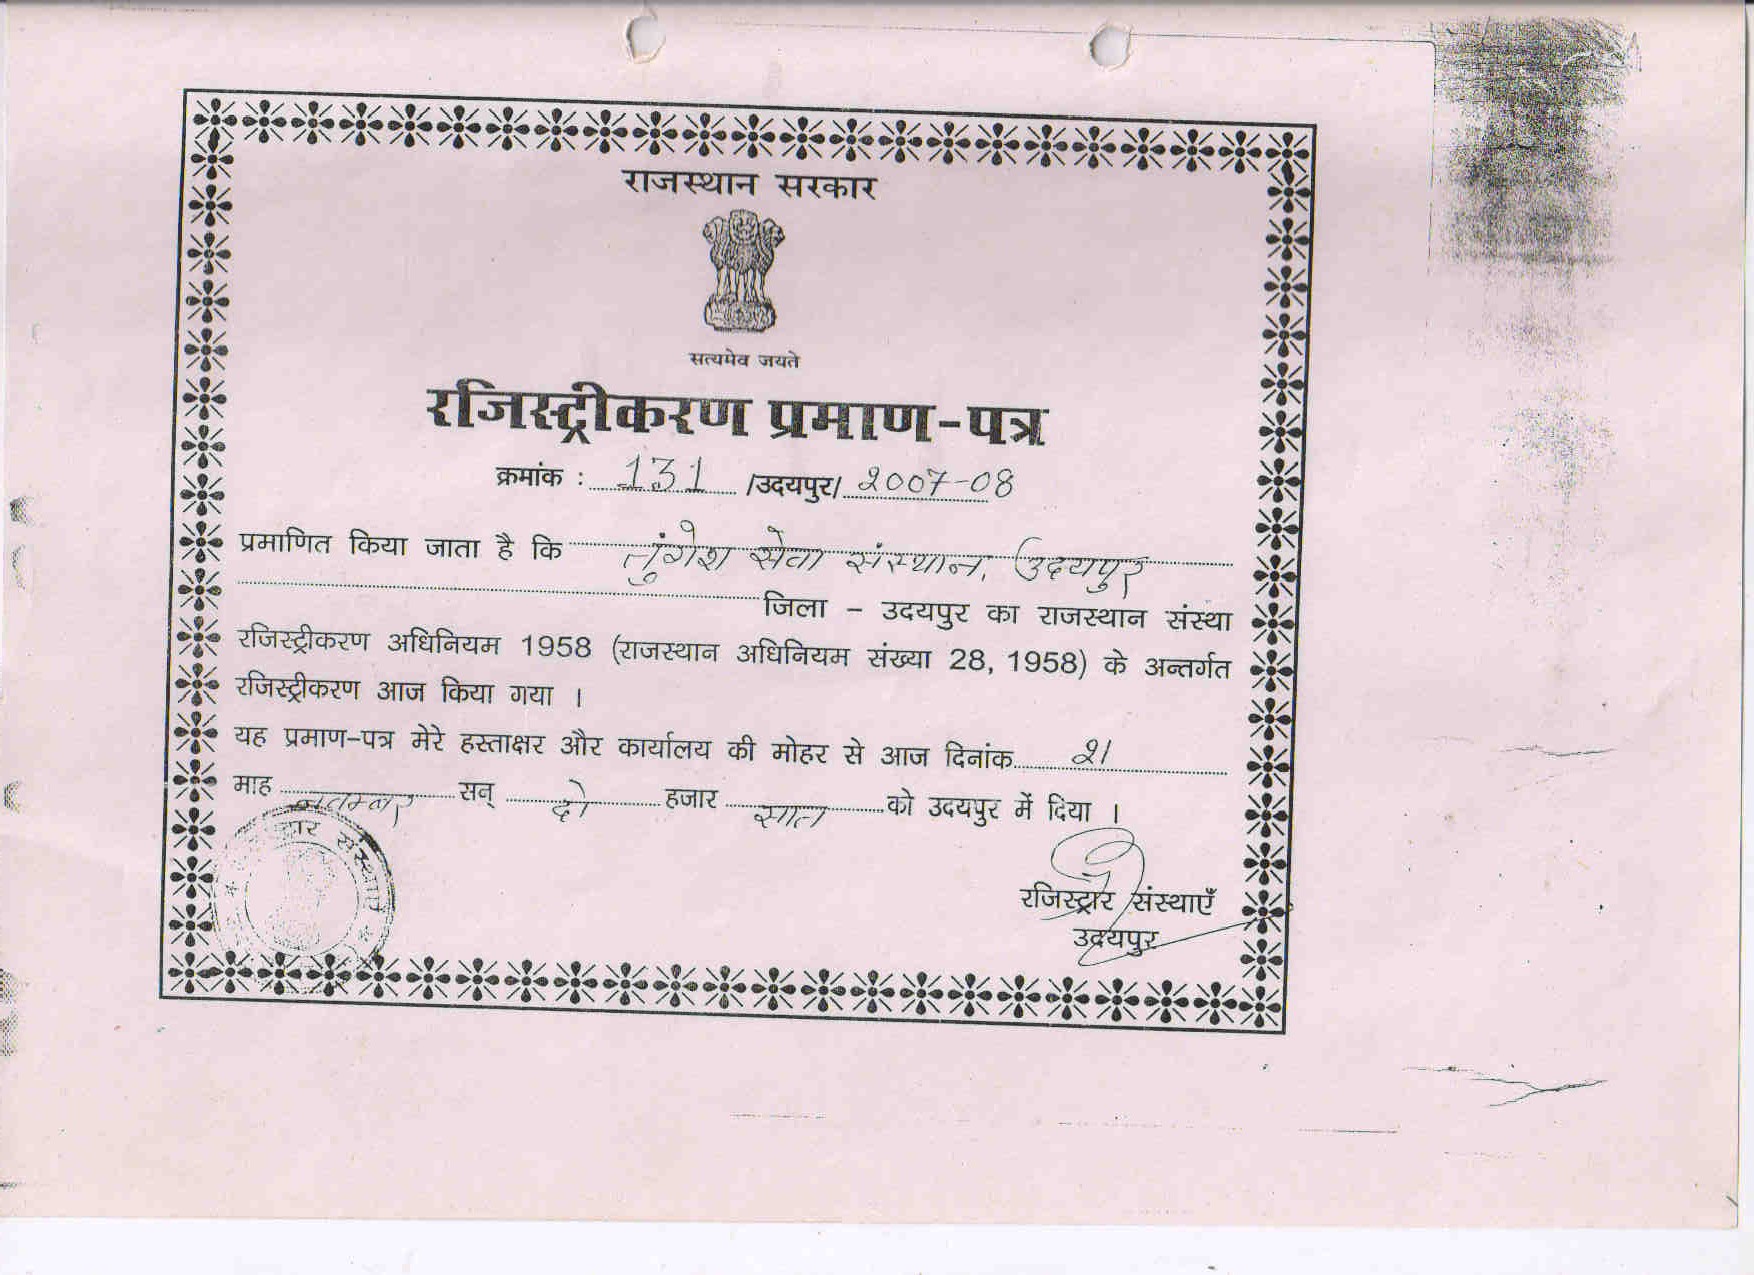 राजस्थान सरकार
सत्यमेव जयते
रजिस्ट्रीकरण प्रमाण-पत्र
क्रमांक : 131 /उदयपुर/ 2007-08
प्रमाणित किया जाता है कि तुंगेश सेवा संस्थान, उदयपुर
जिला - उदयपुर का राजस्थान संस्था
रजिस्ट्रीकरण अधिनियम 1958 (राजस्थान अधिनियम संख्या 28, 1958) के अन्तर्गत
रजिस्ट्रीकरण आज किया गया ।
यह प्रमाण-पत्र मेरे हस्ताक्षर और कार्यालय की मोहर से आज दिनांक 21
माह नवम्बर सन् दो हजार सात को उदयपुर में दिया ।
रजिस्ट्रार संस्थाएँ
उदयपुर